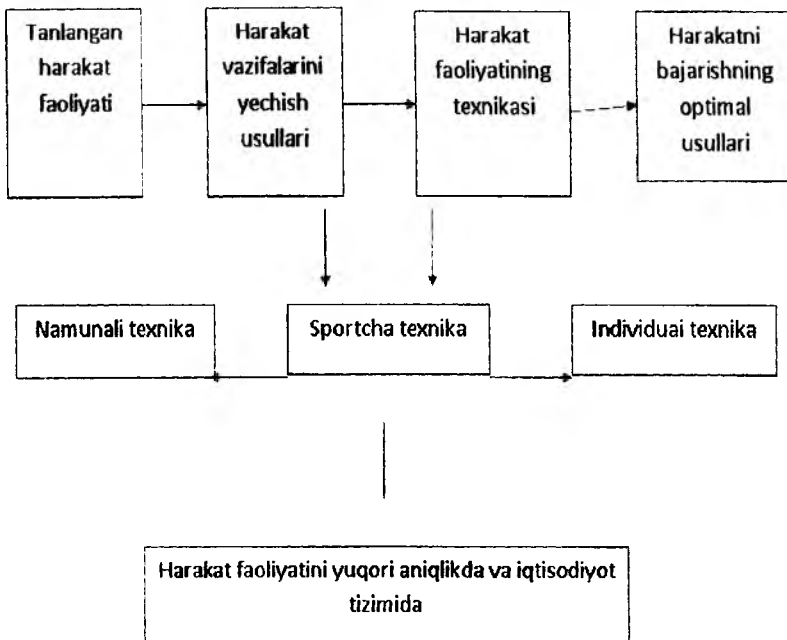 Tanlangan
harakat
faoliyati
Harakat
vazifalarini
yechish
usullari
Harakat
faoliyatining
texnikasi
Harakatni
bajarishning
optimal
usullari
Namunali texnika
Sportcha texnika
Individuai texnika
Harakat faoliyatini yuqori aniqlikda va iqtisodiyot
tizimida